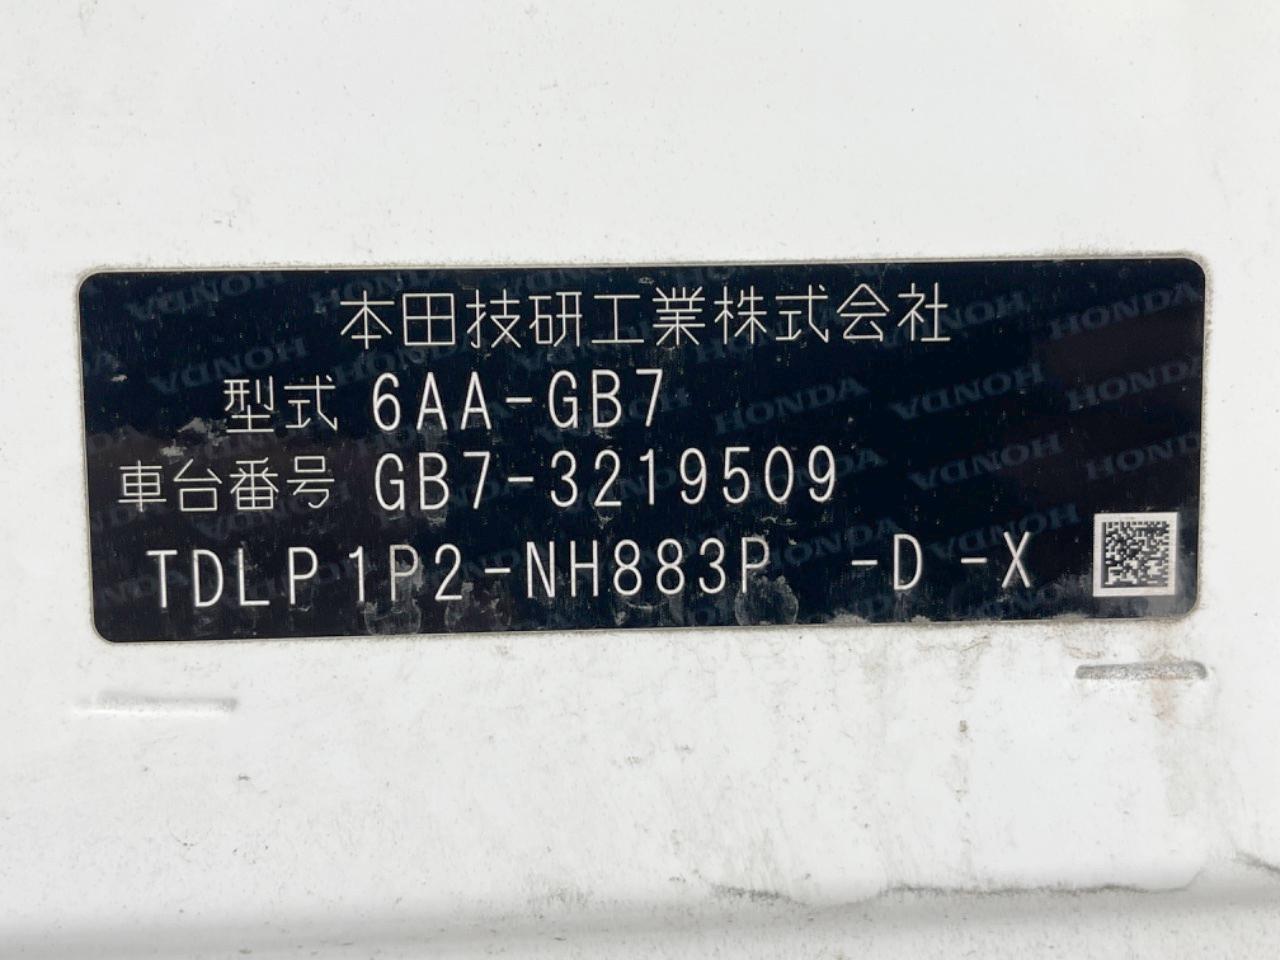 本田技研工業株式会社
型式 6AA-GB7
車台番号 GB7-3219509
TDLP1P2-NH883P -D -X